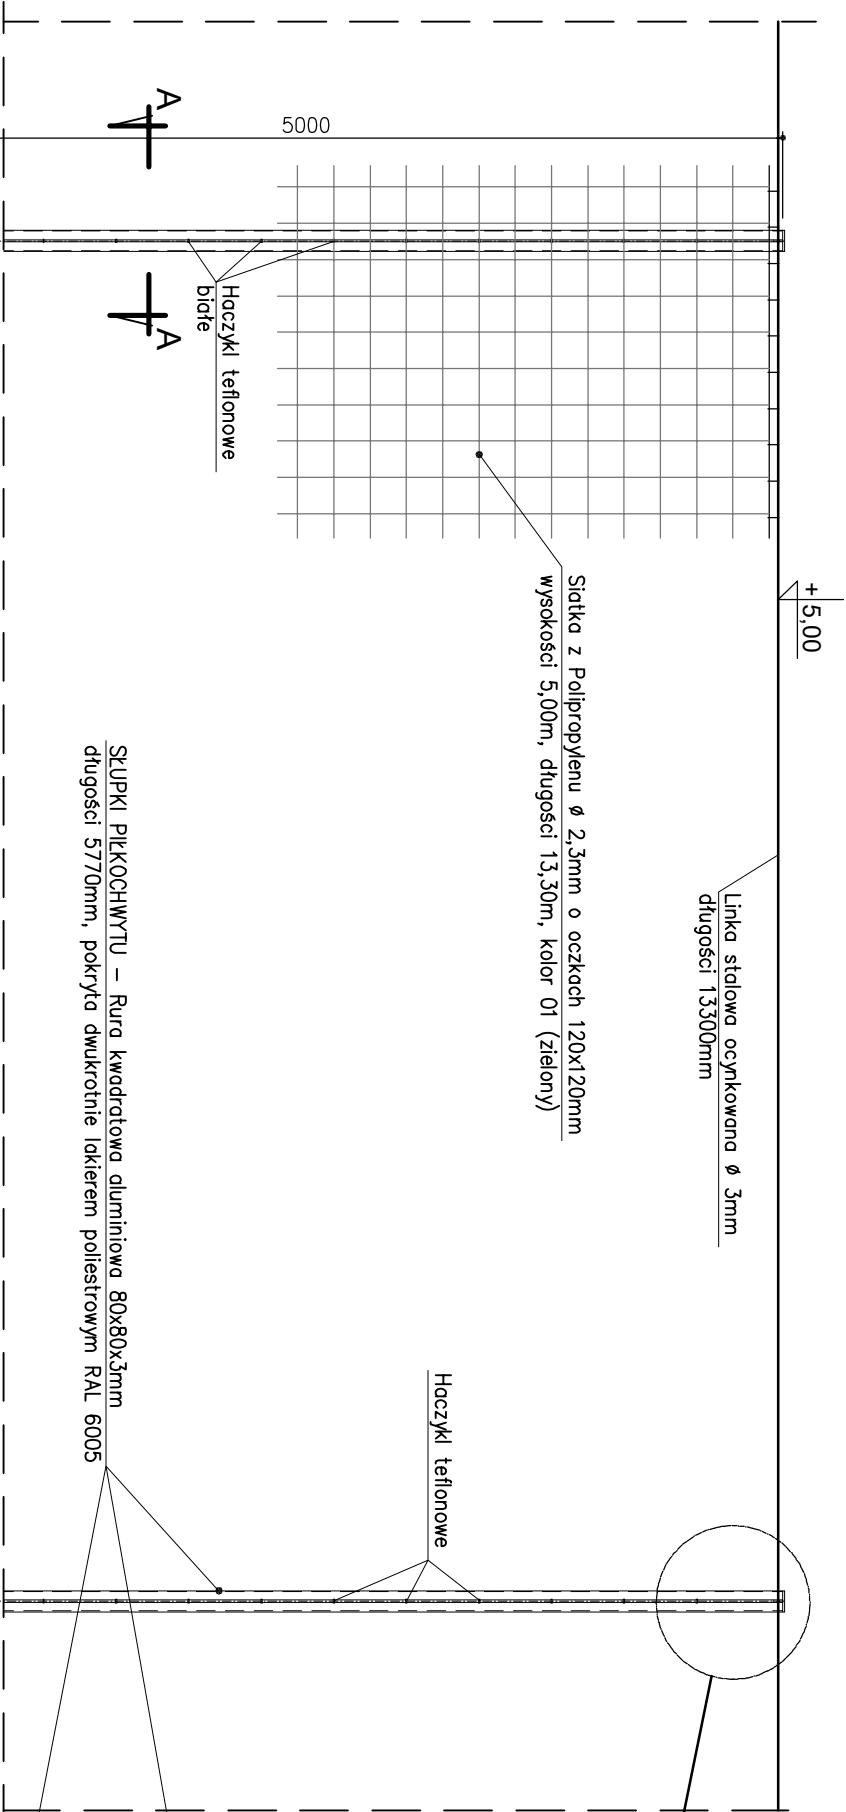 + 5,00
Linka stalowa ocynkowana ø 3mm
długości 13300mm
Siatka z Polipropylenu ø 2,3mm o oczkach 120x120mm
wysokości 5,00m, długości 13,30m, kolor 01 (zielony)
5000
Haczykl teflonowe
Haczykl teflonowe
białe
A
A
SŁUPKI PIŁKOCHWYTU – Rura kwadratowa aluminiowa 80x80x3mm
długości 5770mm, pokryta dwukrotnie lakierem poliestrowym RAL 6005